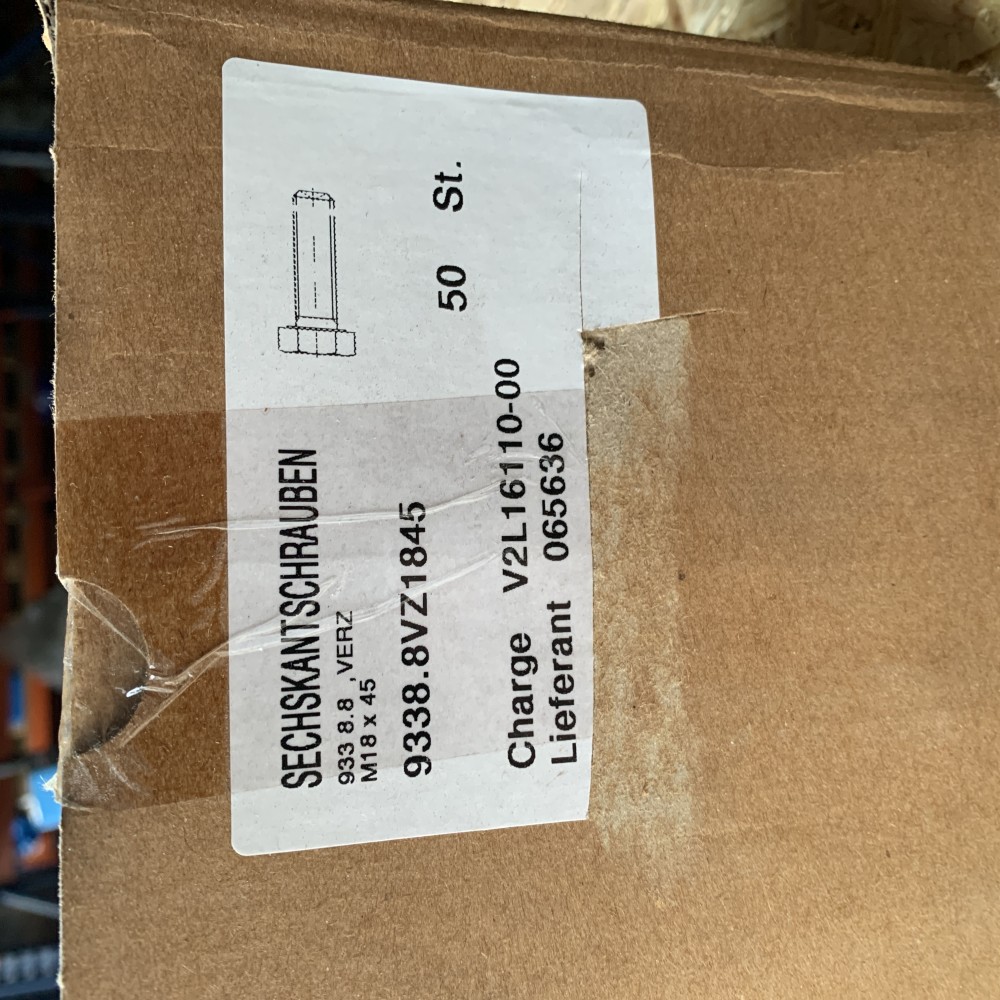 SECHSKANTSCHRAUBEN
933 8.8 ,VERZ
M18 x 45
9338.8VZ1845 50 St.
Charge V2L16110-00
Lieferant 065636